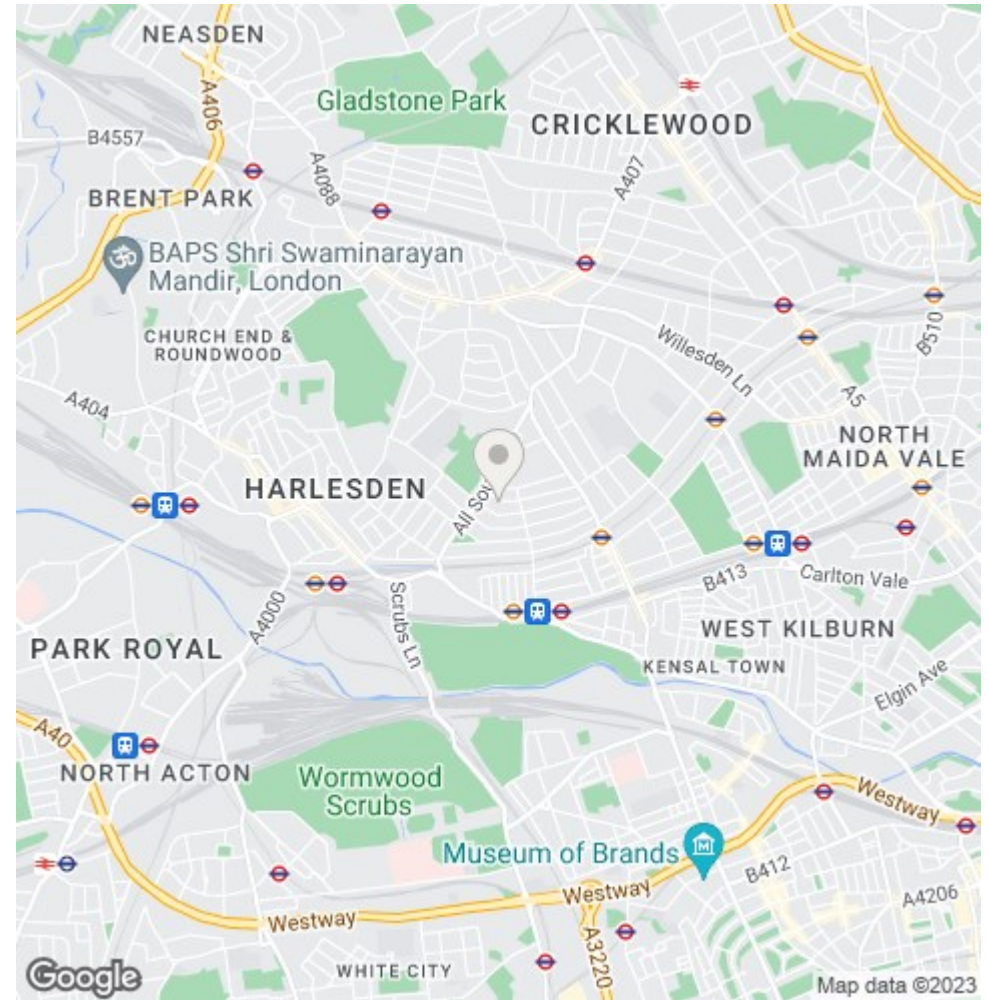 NEASDEN
A406
Gladstone Park
CRICKLEWOOD
B4557
A4088
A407
BRENT PARK
BAPS Shri Swaminarayan
Mandir, London
CHURCH END &
ROUNDWOOD
Willesden Ln
B510
A404
A5
NORTH
MAIDA VALE
HARLESDEN
All Sou
B413
Carlton Vale
A4000
Scrubs Ln
PARK ROYAL
WEST KILBURN
KENSAL TOWN
Elgin Ave
A40
NORTH ACTON
Wormwood
Scrubs
Westway
Museum of Brands
M
B412
Westway
A4206
Westway
A3220
WHITE CITY
Google
Map data ©2023